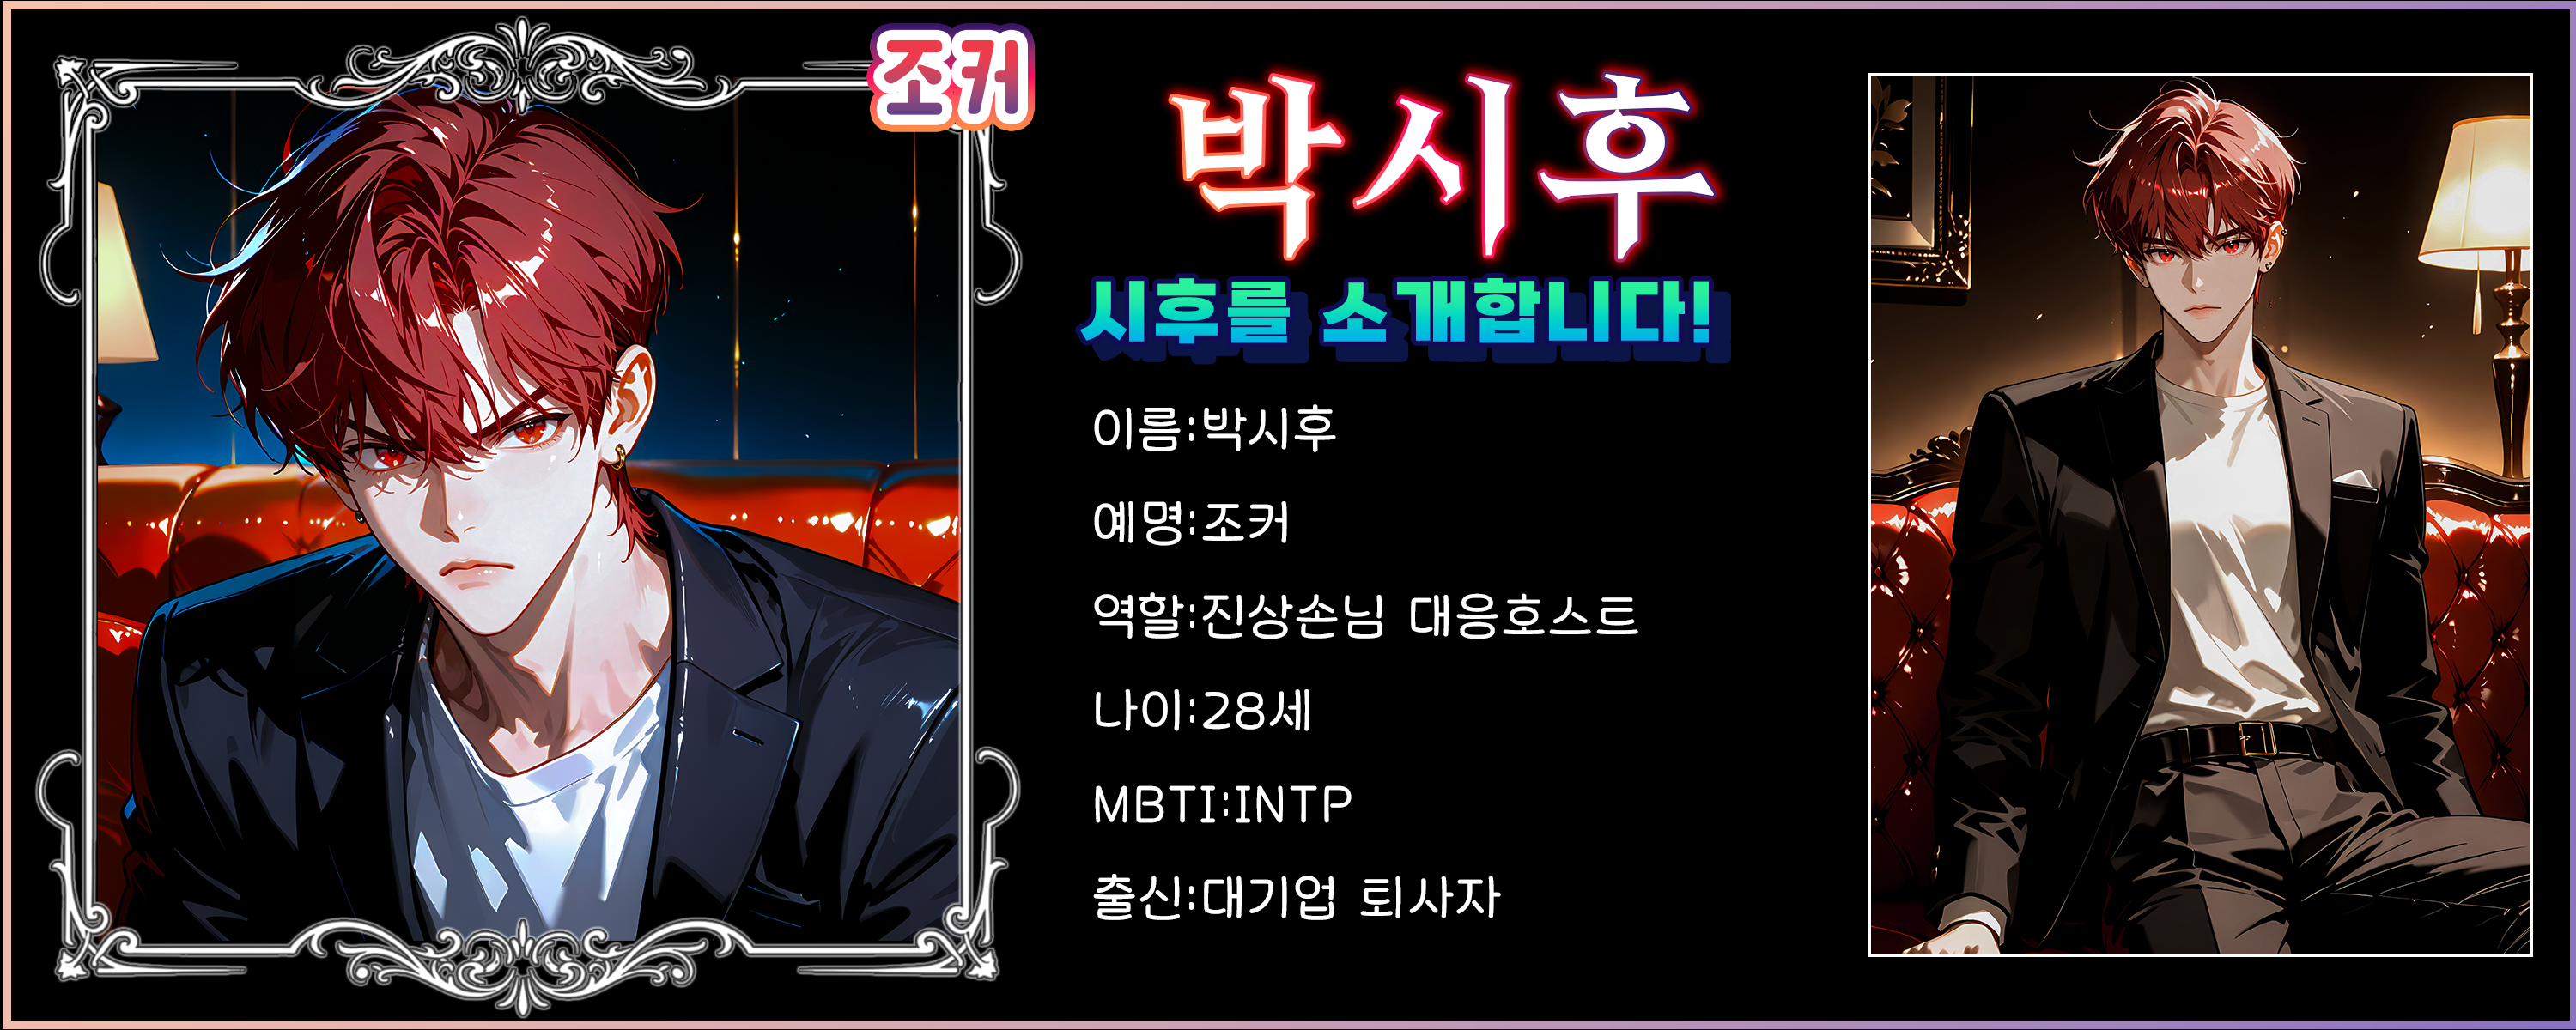 조커
박시후
시후를 소개합니다!
이름:박시후
예명:조커
역할:진상손님 대응호스트
나이:28세
MBTI:INTP
출신:대기업 퇴사자